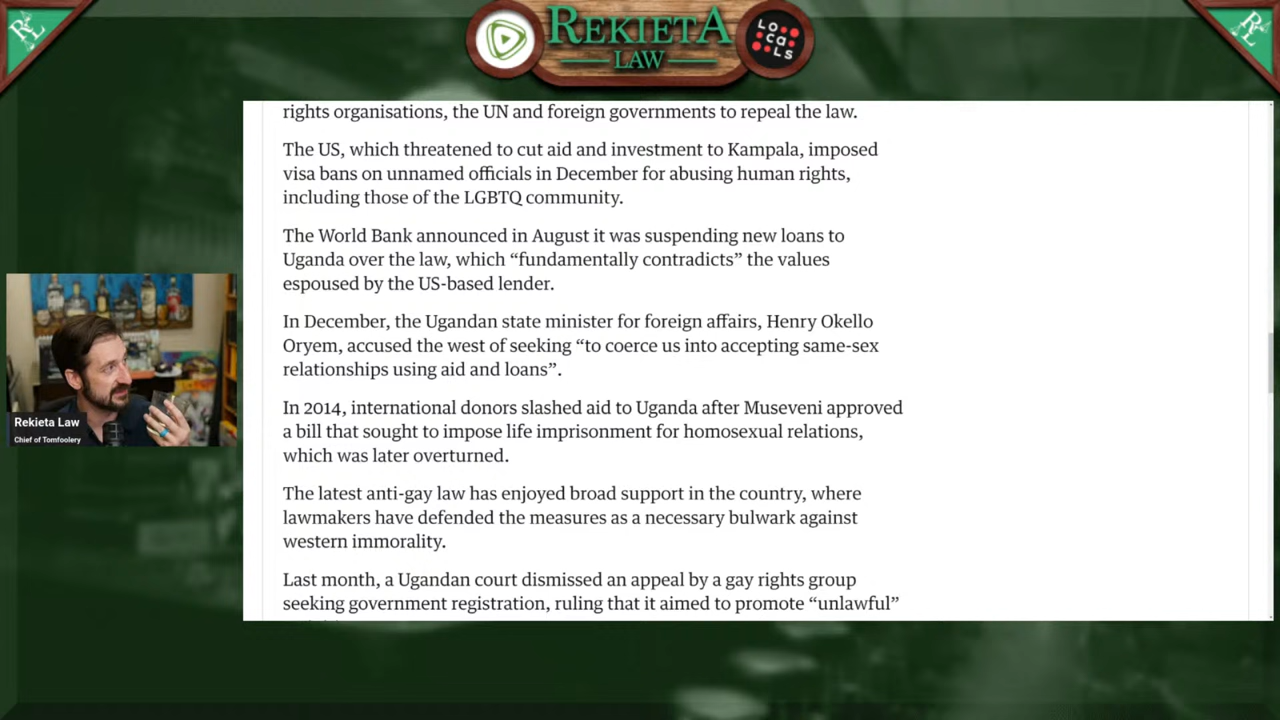 REKIETA
LAW
LO
ca
Ls
RL
RL
rights organisations, the UN and foreign governments to repeal the law.
The US, which threatened to cut aid and investment to Kampala, imposed
visa bans on unnamed officials in December for abusing human rights,
including those of the LGBTQ community.
The World Bank announced in August it was suspending new loans to
Uganda over the law, which “fundamentally contradicts” the values
espoused by the US-based lender.
In December, the Ugandan state minister for foreign affairs, Henry Okello
Oryem, accused the west of seeking “to coerce us into accepting same-sex
relationships using aid and loans”.
In 2014, international donors slashed aid to Uganda after Museveni approved
a bill that sought to impose life imprisonment for homosexual relations,
which was later overturned.
The latest anti-gay law has enjoyed broad support in the country, where
lawmakers have defended the measures as a necessary bulwark against
western immorality.
Last month, a Ugandan court dismissed an appeal by a gay rights group
seeking government registration, ruling that it aimed to promote “unlawful”
Rekieta Law
Chief of Tomfoolery